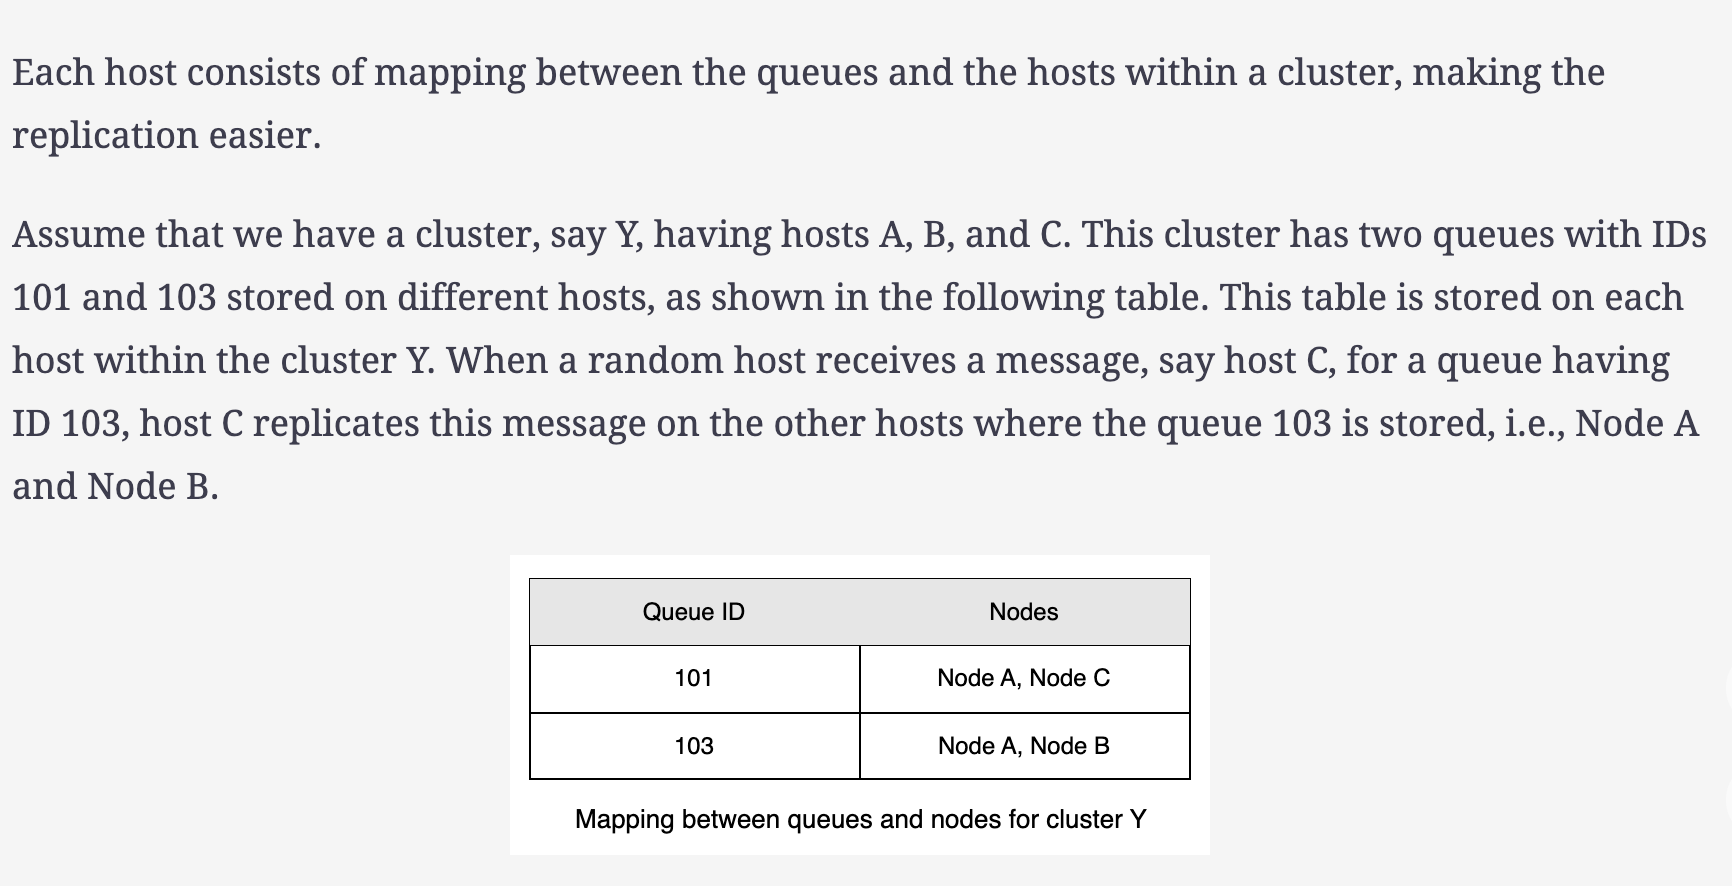 Each host consists of mapping between the queues and the hosts within a cluster, making the
replication easier.
Assume that we have a cluster, say Y, having hosts A, B, and C. This cluster has two queues with IDs
101 and 103 stored on different hosts, as shown in the following table. This table is stored on each
host within the cluster Y. When a random host receives a message, say host C, for a queue having
ID 103, host C replicates this message on the other hosts where the queue 103 is stored, i.e., Node A
and Node B.
Queue ID Nodes
101 Node A, Node C
103 Node A, Node B
Mapping between queues and nodes for cluster Y